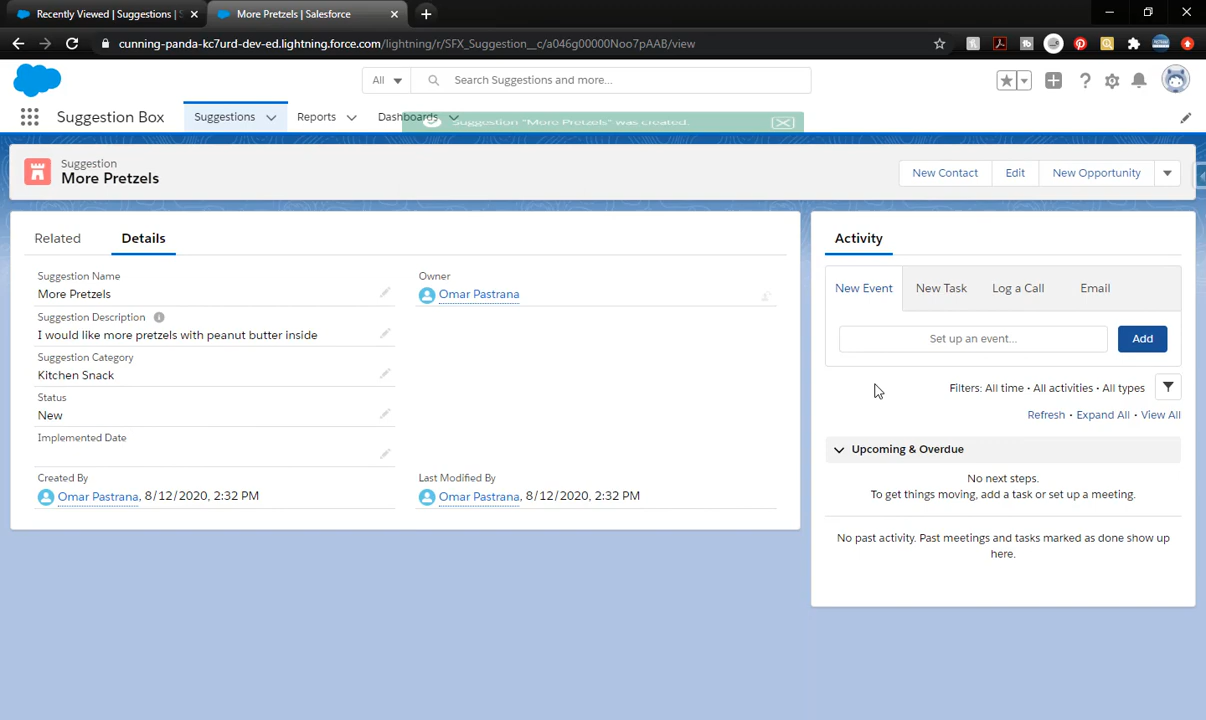 Recently Viewed | Suggestions |
More Pretzels | Salesforce
cunning-panda-kc7urd-dev-ed.lightning.force.com/lightning/r/SFX_Suggestion__c/a046g00000Noo7pAAB/view
All
Search Suggestions and more...
Suggestion Box
Suggestions
Reports
Dashboards
Suggestion "More Pretzels" was created.
Suggestion
More Pretzels
New Contact
Edit
New Opportunity
Related
Details
Suggestion Name
More Pretzels
Owner
Omar Pastrana
Suggestion Description
I would like more pretzels with peanut butter inside
Suggestion Category
Kitchen Snack
Status
New
Implemented Date
Created By
Omar Pastrana, 8/12/2020, 2:32 PM
Last Modified By
Omar Pastrana, 8/12/2020, 2:32 PM
Activity
New Event
New Task
Log a Call
Email
Set up an event...
Add
Filters: All time • All activities • All types
Refresh • Expand All • View All
Upcoming & Overdue
No next steps.
To get things moving, add a task or set up a meeting.
No past activity. Past meetings and tasks marked as done show up
here.